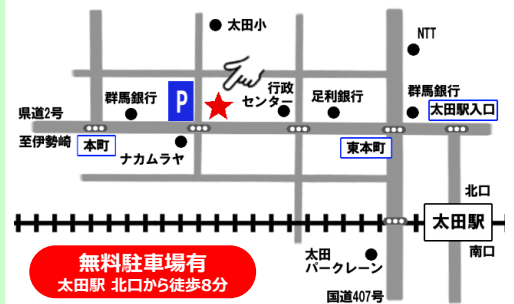 太田小
NTT
群馬銀行
P
行政
センター
足利銀行
群馬銀行
太田駅入口
県道2号
至伊勢崎
本町
ナカムラヤ
東本町
北口
太田駅
南口
太田
パークレーン
無料駐車場有
太田駅 北口から徒歩8分
国道407号